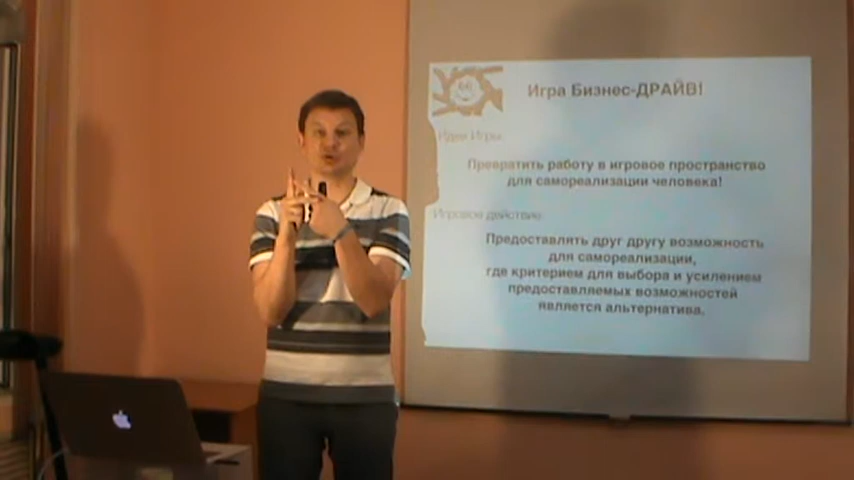 Игра Бизнес-ДРАЙВ!
Идея Игры:
Превратить работу в игровое пространство
для самореализации человека!
Игровое действие:
Предоставлять друг другу возможность
для самореализации,
где критерием для выбора и усилением
предоставляемых возможностей
является альтернатива.